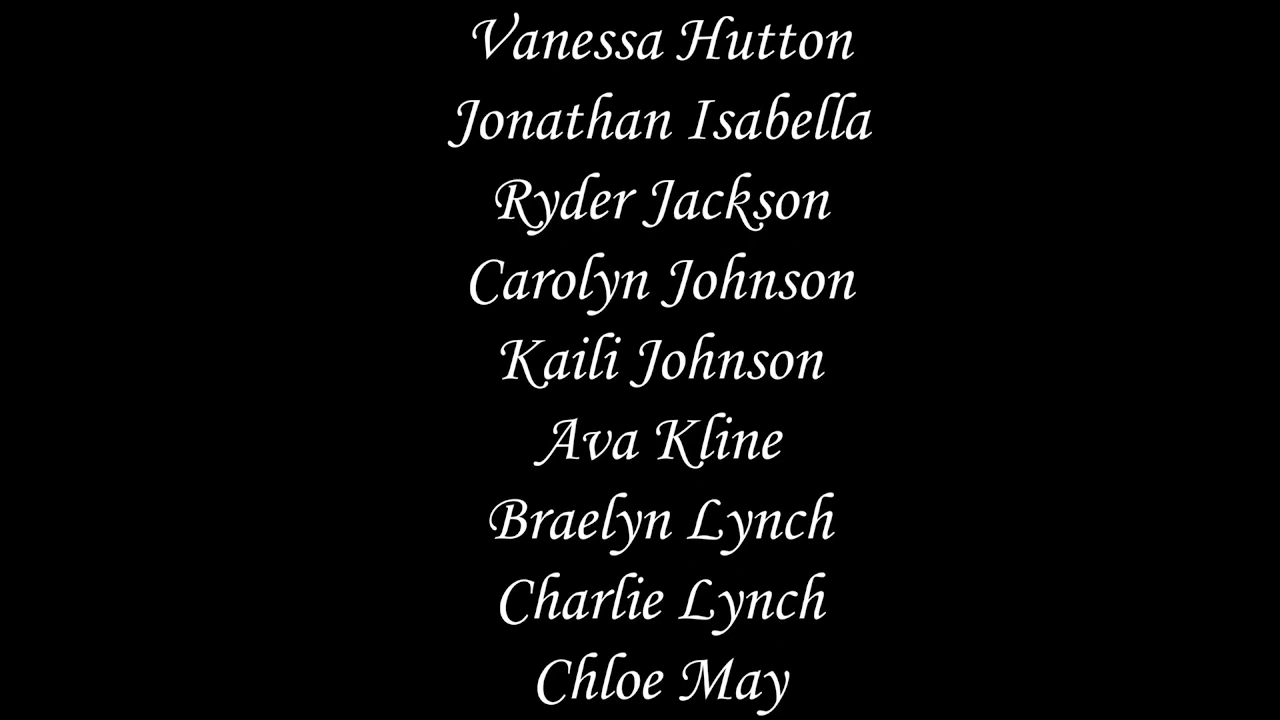 Vanessa Hutton
Jonathan Isabella
Ryder Jackson
Carolyn Johnson
Kaili Johnson
Ava Kline
Braelyn Lynch
Charlie Lynch
Chloe May